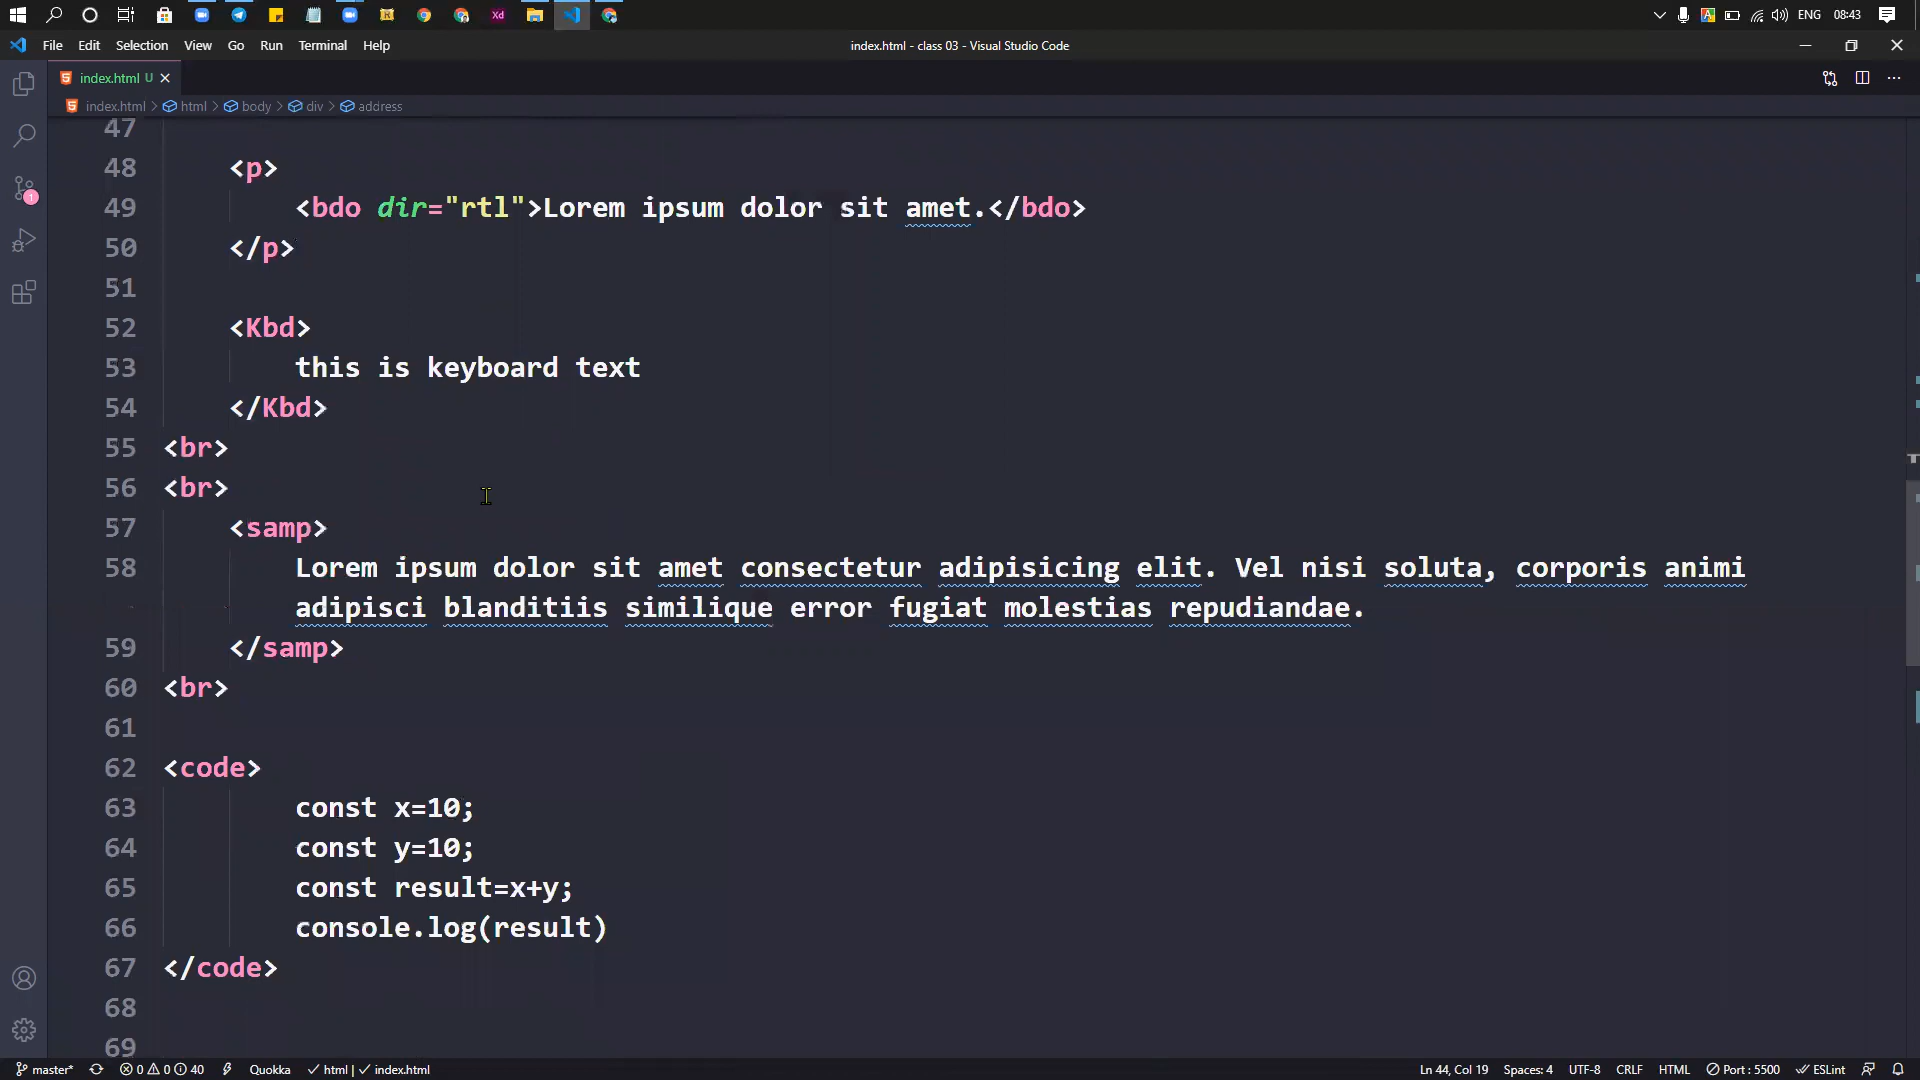 ENG 08:43
File Edit Selection View Go Run Terminal Help
index.html - class 03 - Visual Studio Code
index.html U
index.html > html > body > div > address
47
48 <p>
49 <bdo dir="rtl">Lorem ipsum dolor sit amet.</bdo>
50 </p>
51
52 <Kbd>
53 this is keyboard text
54 </Kbd>
55 <br>
56 <br>
57 <samp>
58 Lorem ipsum dolor sit amet consectetur adipisicing elit. Vel nisi soluta, corporis animi
adipisci blanditiis similique error fugiat molestias repudiandae.
59 </samp>
60 <br>
61
62 <code>
63 const x=10;
64 const y=10;
65 const result=x+y;
66 console.log(result)
67 </code>
68
69
master* 0 0 40 Quokka html | index.html Ln 44, Col 19 Spaces: 4 UTF-8 CRLF HTML Port : 5500 ESLint